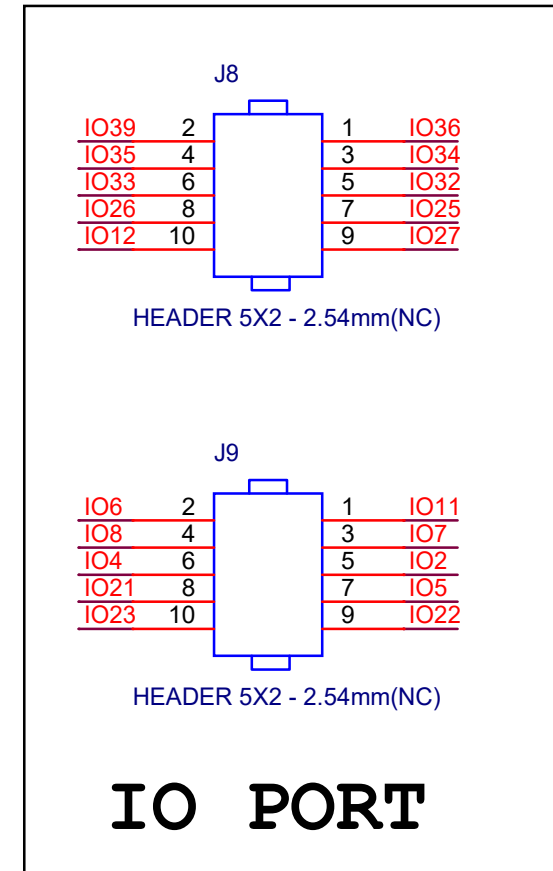 J8
IO39 2 1 IO36
IO35 4 3 IO34
IO33 6 5 IO32
IO26 8 7 IO25
IO12 10 9 IO27
HEADER 5X2 - 2.54mm(NC)
J9
IO6 2 1 IO11
IO8 4 3 IO7
IO4 6 5 IO2
IO21 8 7 IO5
IO23 10 9 IO22
HEADER 5X2 - 2.54mm(NC)
IO PORT